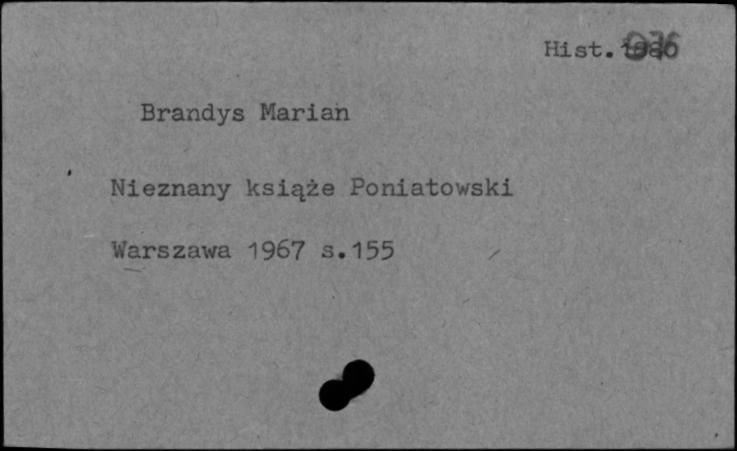 Hist.
Brandys Marian
Nieznany książe Poniatowski
Warszawa 1967 s.155